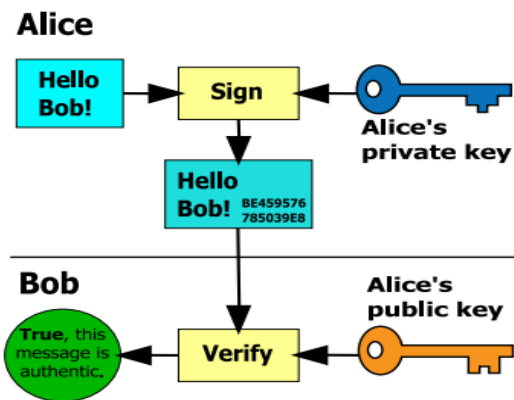 Alice
Hello
Bob!
Sign
Alice's
private key
Hello
Bob! BE459576
785039E8
Bob
Alice's
public key
True, this
message is
authentic.
Verify